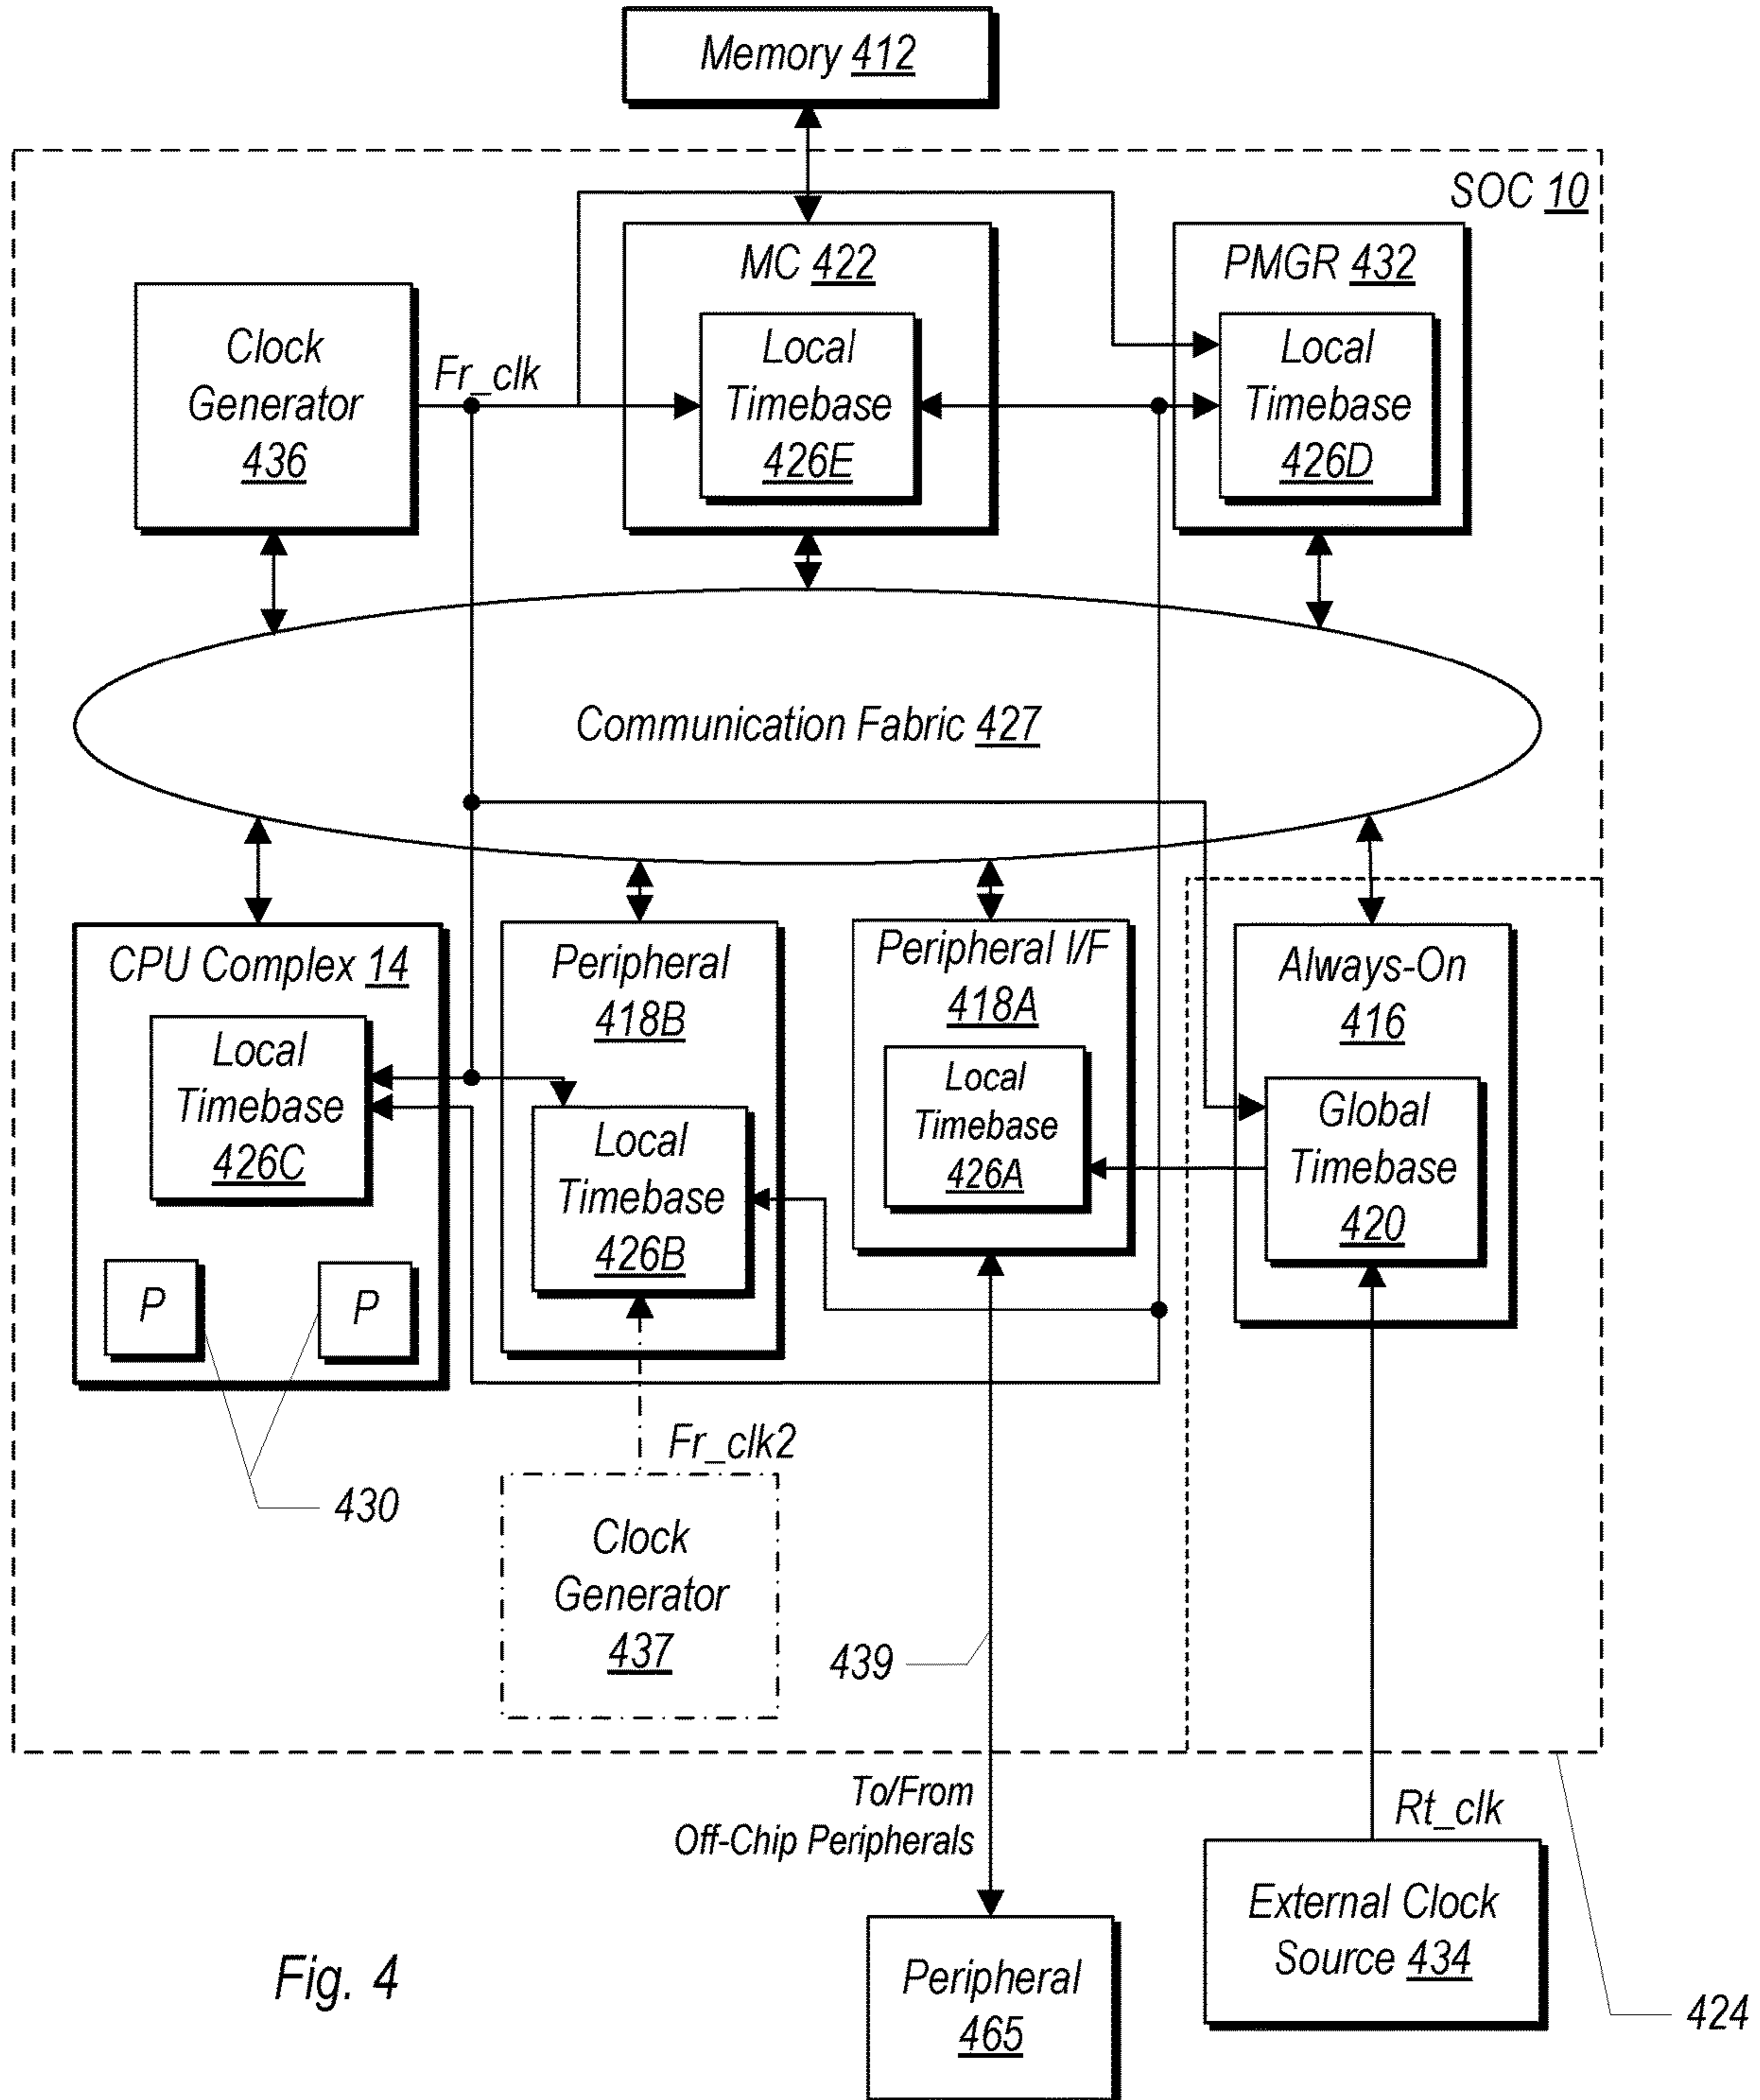 Memory 412
SOC 10
MC 422
PMGR 432
Clock
Generator
436
Fr_clk
Local
Timebase
426E
Local
Timebase
426D
Communication Fabric 427
CPU Complex 14
Local
Timebase
426C
P
P
430
Peripheral
418B
Local
Timebase
426B
Peripheral I/F
418A
Local
Timebase
426A
Always-On
416
Global
Timebase
420
Fr_clk2
Clock
Generator
437
439
To/From
Off-Chip Peripherals
Rt_clk
External Clock
Source 434
Peripheral
465
424
Fig. 4